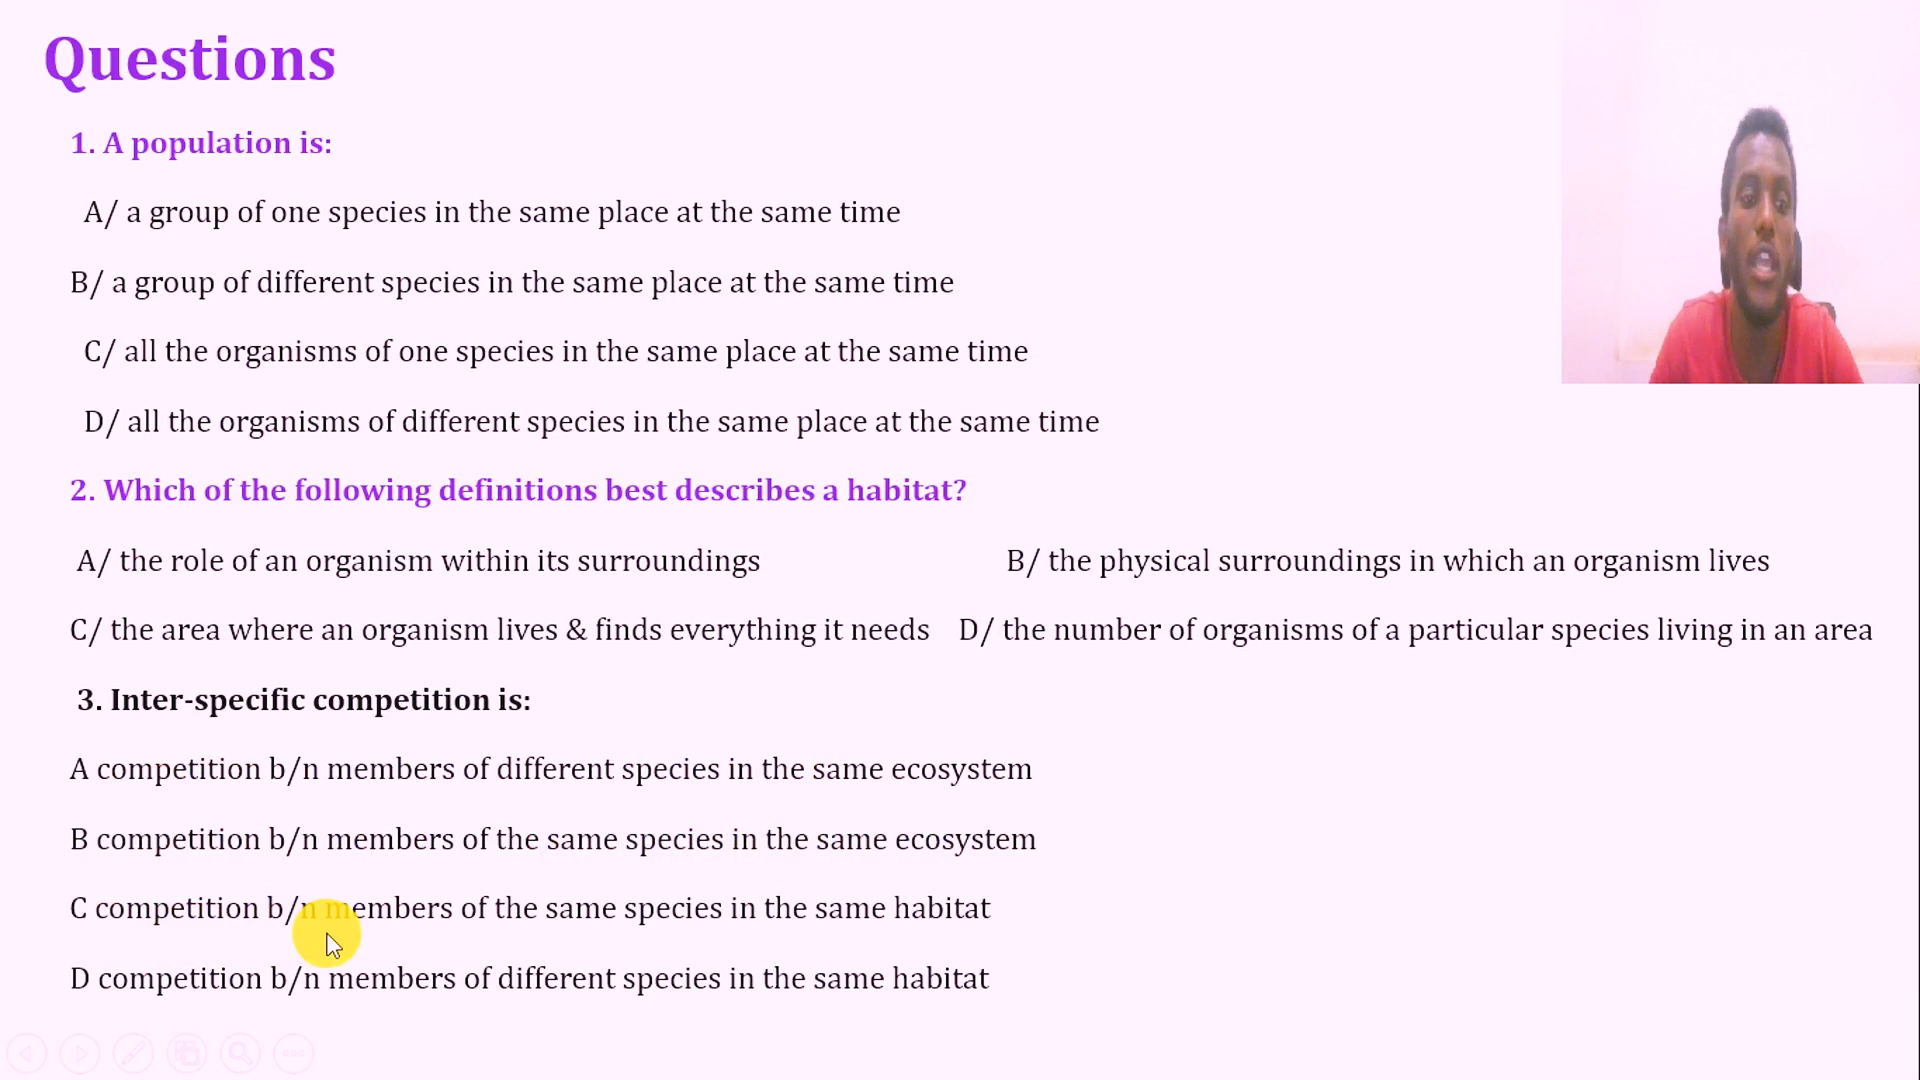 Questions
1. A population is:
A/ a group of one species in the same place at the same time
B/ a group of different species in the same place at the same time
C/ all the organisms of one species in the same place at the same time
D/ all the organisms of different species in the same place at the same time
2. Which of the following definitions best describes a habitat?
A/ the role of an organism within its surroundings B/ the physical surroundings in which an organism lives
C/ the area where an organism lives & finds everything it needs D/ the number of organisms of a particular species living in an area
3. Inter-specific competition is:
A competition b/n members of different species in the same ecosystem
B competition b/n members of the same species in the same ecosystem
C competition b/n members of the same species in the same habitat
D competition b/n members of different species in the same habitat